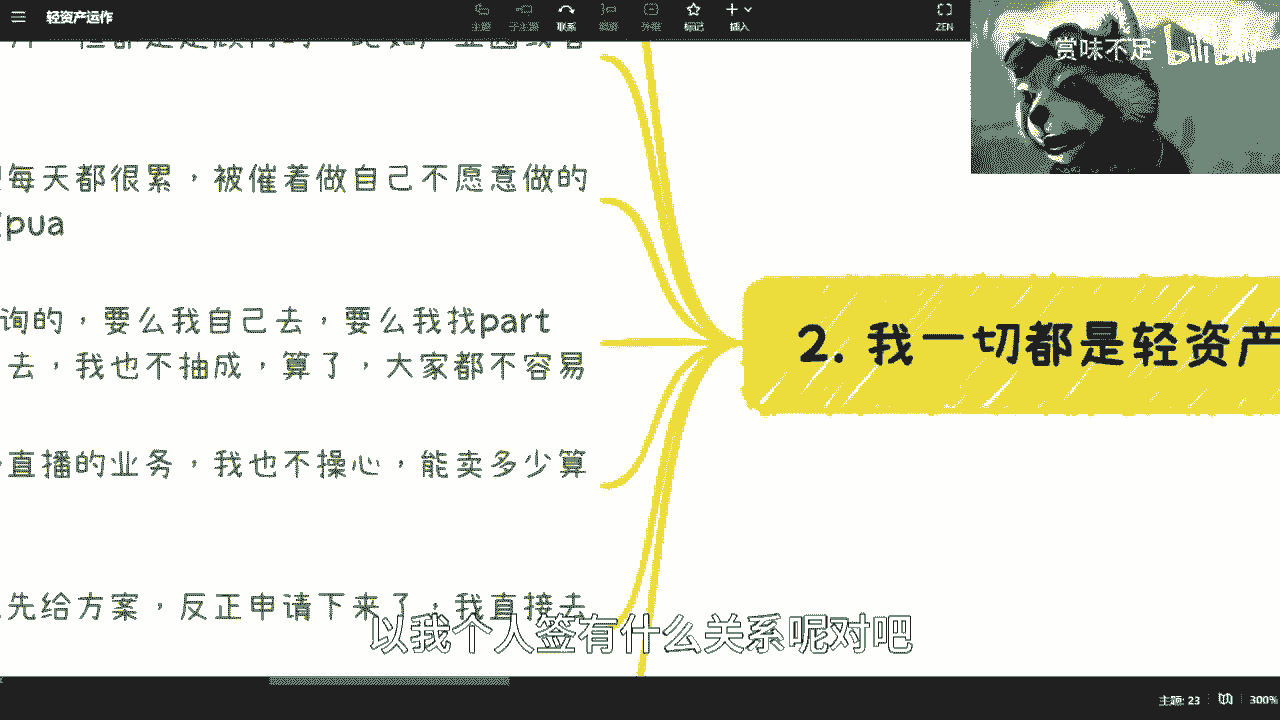 轻资产运作
主题
子主题
联系
概要
外框
标记
插入
ZEN
赏味不足
bilibili
每天都很累，被催着做自己不愿意做的
pua
询的，要么我自己去，要么我找part
去，我也不抽成，算了，大家都不容易
直播的业务，我也不操心，能卖多少算
先给方案，反正申请下来了，我直接去
2. 我一切都是轻资产
以我个人签有什么关系呢对吧
主题: 23
300%